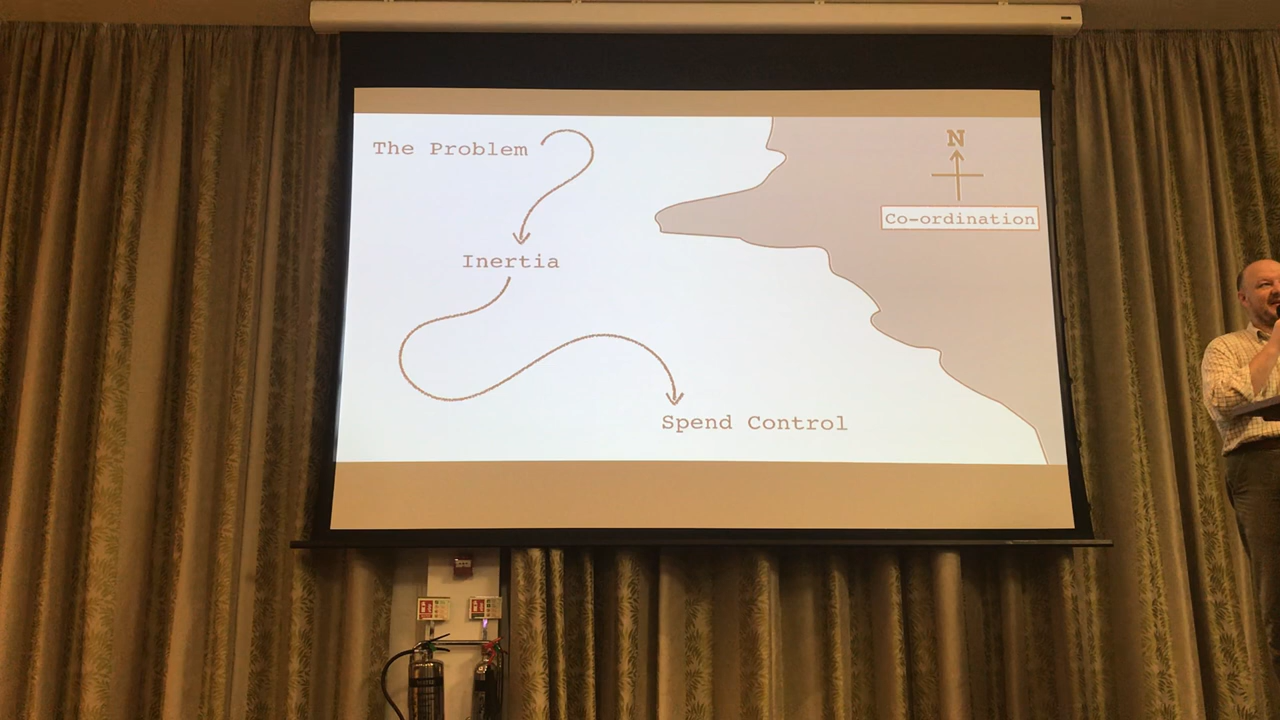 The Problem
N
Co-ordination
Inertia
Spend Control